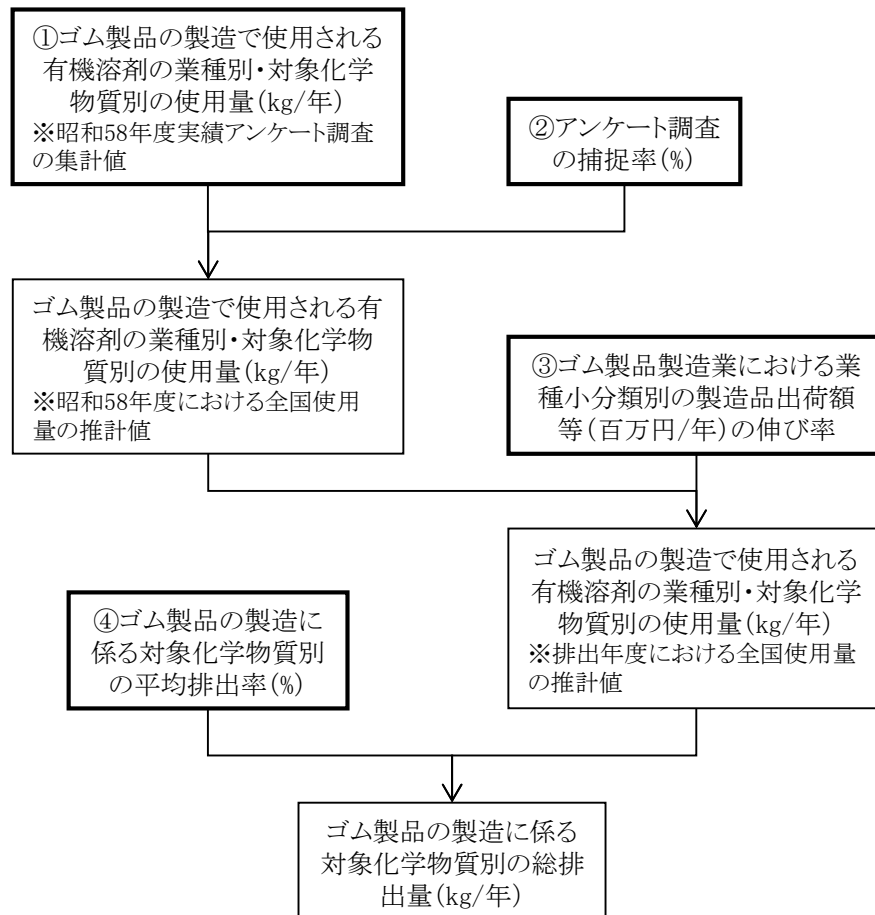 ①ゴム製品の製造で使用される
有機溶剤の業種別・対象化学
物質別の使用量(kg/年)
※昭和58年度実績アンケート調査
の集計値
②アンケート調査
の捕捉率(%)
ゴム製品の製造で使用される有
機溶剤の業種別・対象化学物
質別の使用量(kg/年)
※昭和58年度における全国使用
量の推計値
③ゴム製品製造業における業
種小分類別の製造品出荷額
等(百万円/年)の伸び率
ゴム製品の製造で使用される
有機溶剤の業種別・対象化学
物質別の使用量(kg/年)
※排出年度における全国使用量
の推計値
④ゴム製品の製造に
係る対象化学物質別
の平均排出率(%)
ゴム製品の製造に係る
対象化学物質別の総排
出量(kg/年)